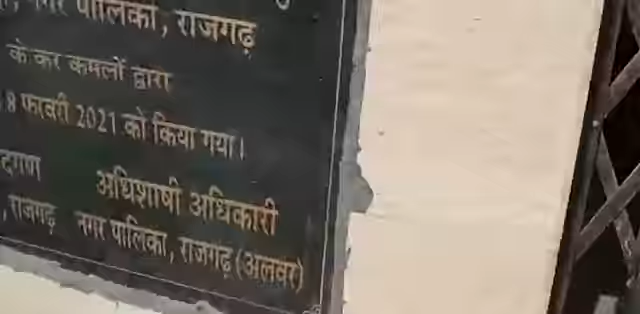 नगर पालिका, राजगढ़
के कर कमलों द्वारा
8 फरवरी 2021 को किया गया।
अधिशाषी अधिकारी
, राजगढ़ नगर पालिका, राजगढ़ (अलवर)